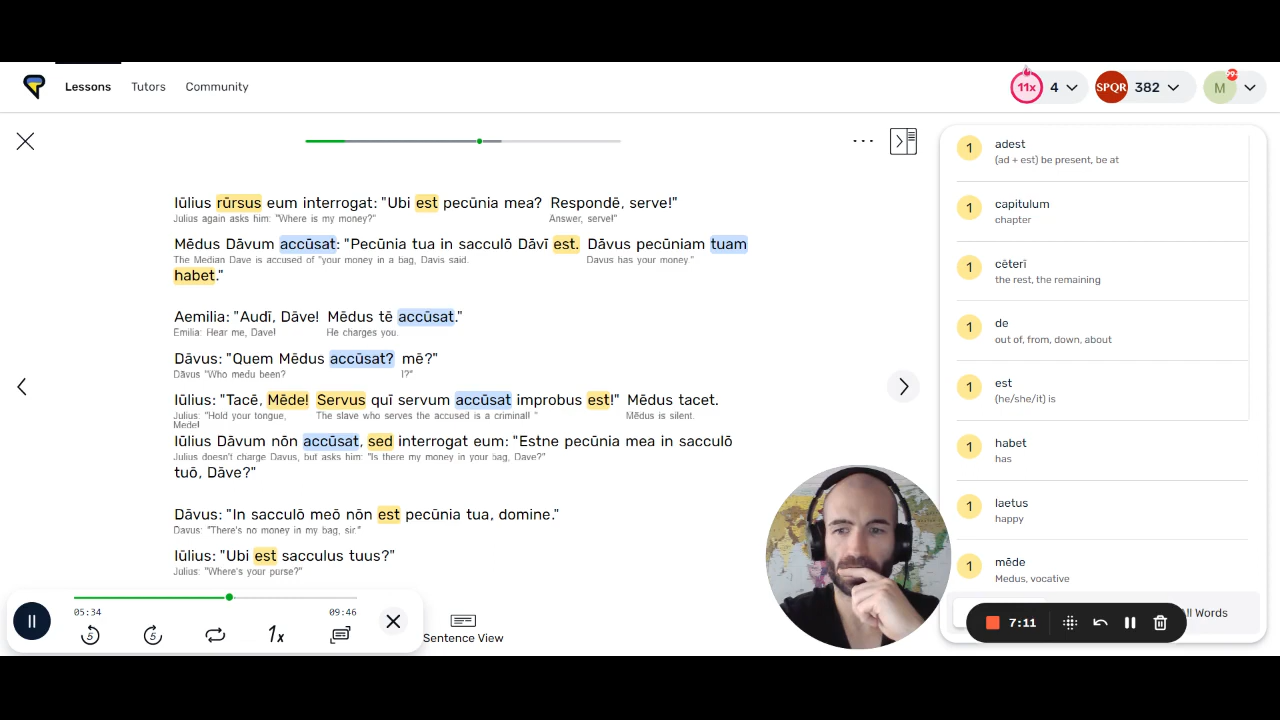 Lessons Tutors Community
11x 4 SPQR 382 M 99+
Iūlius rūrsus eum interrogat: "Ubi est pecūnia mea? Respondē, serve!"
Julius again asks him: "Where is my money?" Answer, serve!"
Mēdus Dāvum accūsat: "Pecūnia tua in sacculō Dāvī est. Dāvus pecūniam tuam
The Median Dave is accused of "your money in a bag, Davis said. Davus has your money."
habet."
Aemilia: "Audī, Dāve! Mēdus tē accūsat."
Emilia: Hear me, Dave! He charges you.
Dāvus: "Quem Mēdus accūsat? mē?"
Dāvus "Who medu been? I?"
Iūlius: "Tacē, Mēde! Servus quī servum accūsat improbus est!" Mēdus tacet.
Julius: "Hold your tongue, The slave who serves the accused is a criminal! " Mēdus is silent.
Mede!
Iūlius Dāvum nōn accūsat, sed interrogat eum: "Estne pecūnia mea in sacculō
Julius doesn't charge Davus, but asks him: "Is there my money in your bag, Dave?"
tuō, Dāve?"
Dāvus: "In sacculō meō nōn est pecūnia tua, domine."
Davus: "There's no money in my bag, sir."
Iūlius: "Ubi est sacculus tuus?"
Julius: "Where's your purse?"
05:34 09:46
5 5 1x
Sentence View
1 adest
(ad + est) be present, be at
1 capitulum
chapter
1 cēterī
the rest, the remaining
1 de
out of, from, down, about
1 est
(he/she/it) is
1 habet
has
1 laetus
happy
1 mēde
Medus, vocative
Words
7:11